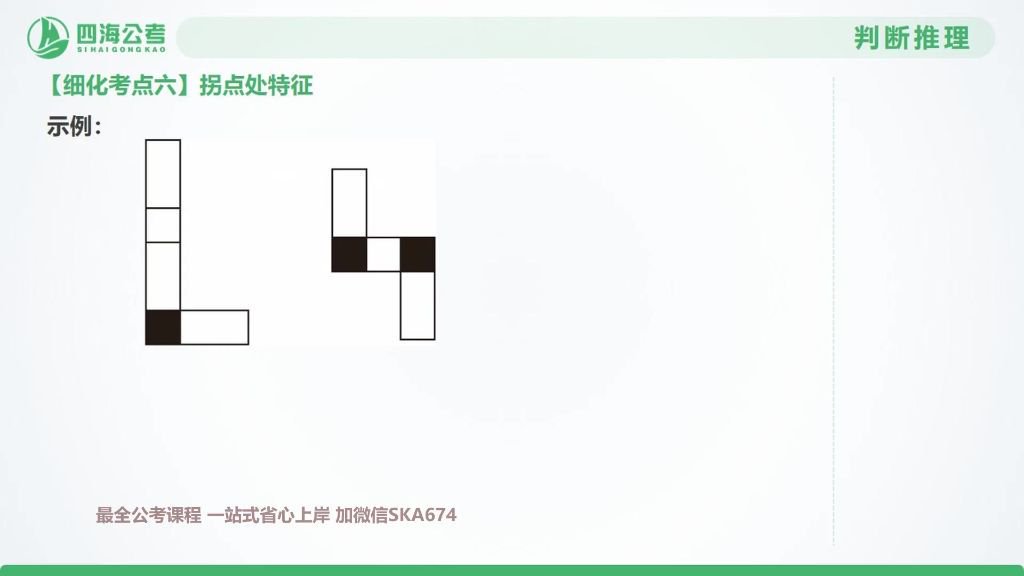 四海公考
SIHAIGONGKAO
判断推理
【细化考点六】拐点处特征
示例：
最全公考课程 一站式省心上岸 加微信SKA674